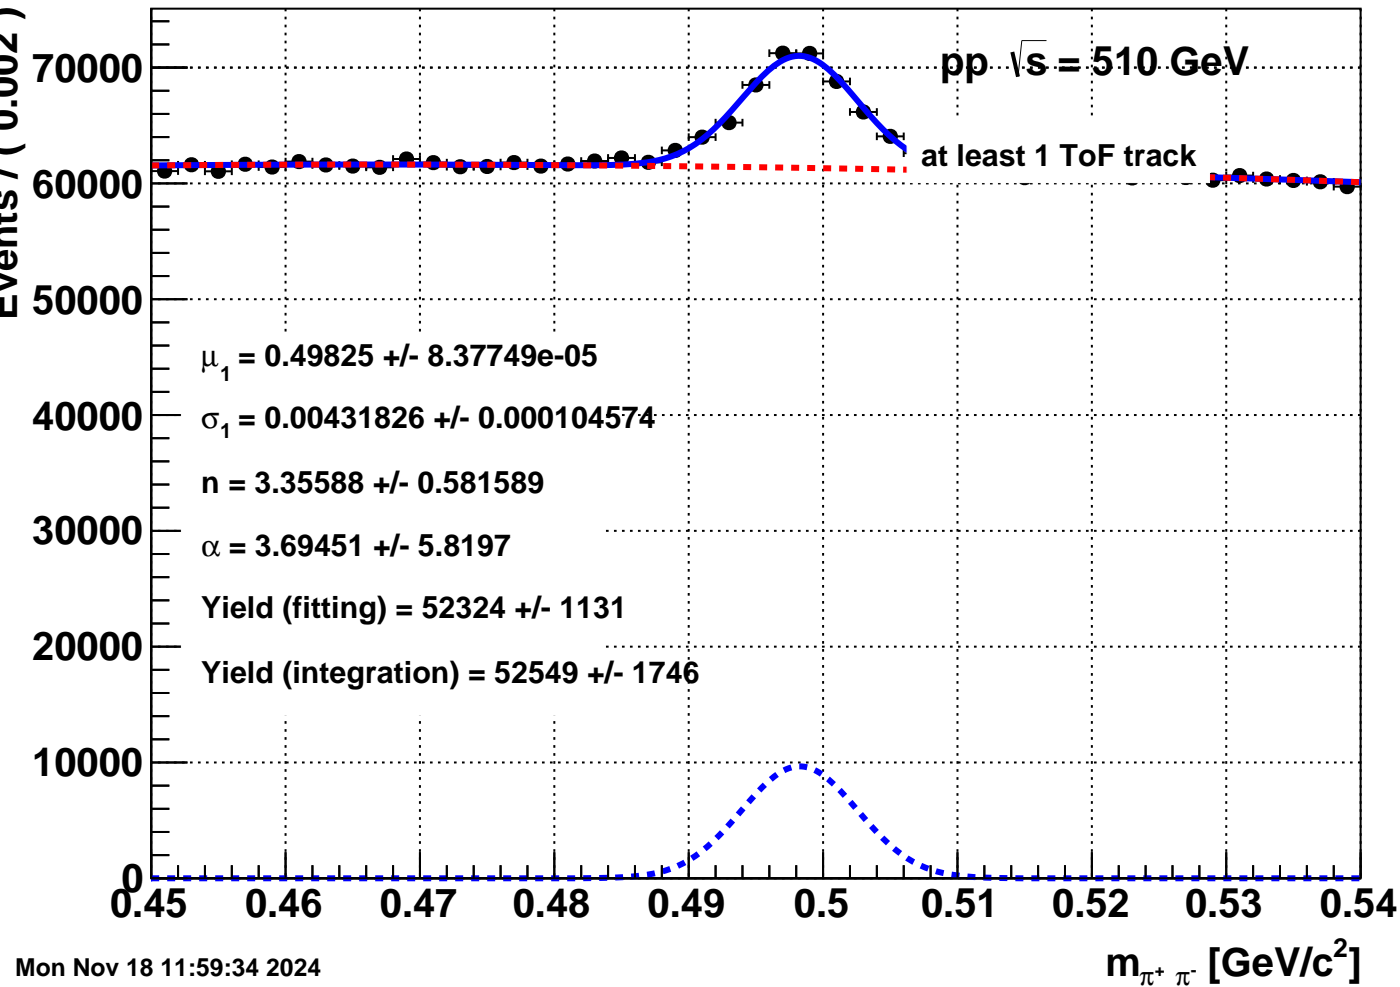 Events / ( 0.002 )
70000
60000
50000
40000
30000
20000
10000
0
pp √s = 510 GeV
at least 1 ToF track
μ1 = 0.49825 +/- 8.37749e-05
σ1 = 0.00431826 +/- 0.000104574
n = 3.35588 +/- 0.581589
α = 3.69451 +/- 5.8197
Yield (fitting) = 52324 +/- 1131
Yield (integration) = 52549 +/- 1746
0.45 0.46 0.47 0.48 0.49 0.5 0.51 0.52 0.53 0.54
mπ+ π- [GeV/c2]
Mon Nov 18 11:59:34 2024